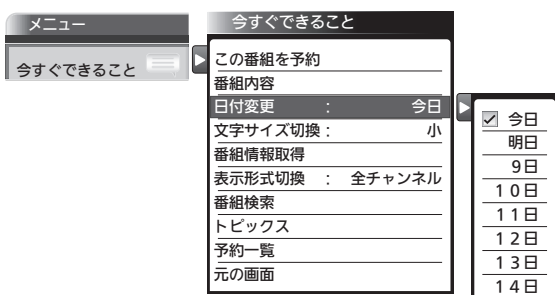 メニュー
今すぐできること
今すぐできること
この番組を予約
番組内容
日付変更 : 今日
文字サイズ切換 : 小
番組情報取得
表示形式切換 : 全チャンネル
番組検索
トピックス
予約一覧
元の画面
今日
明日
9日
10日
11日
12日
13日
14日